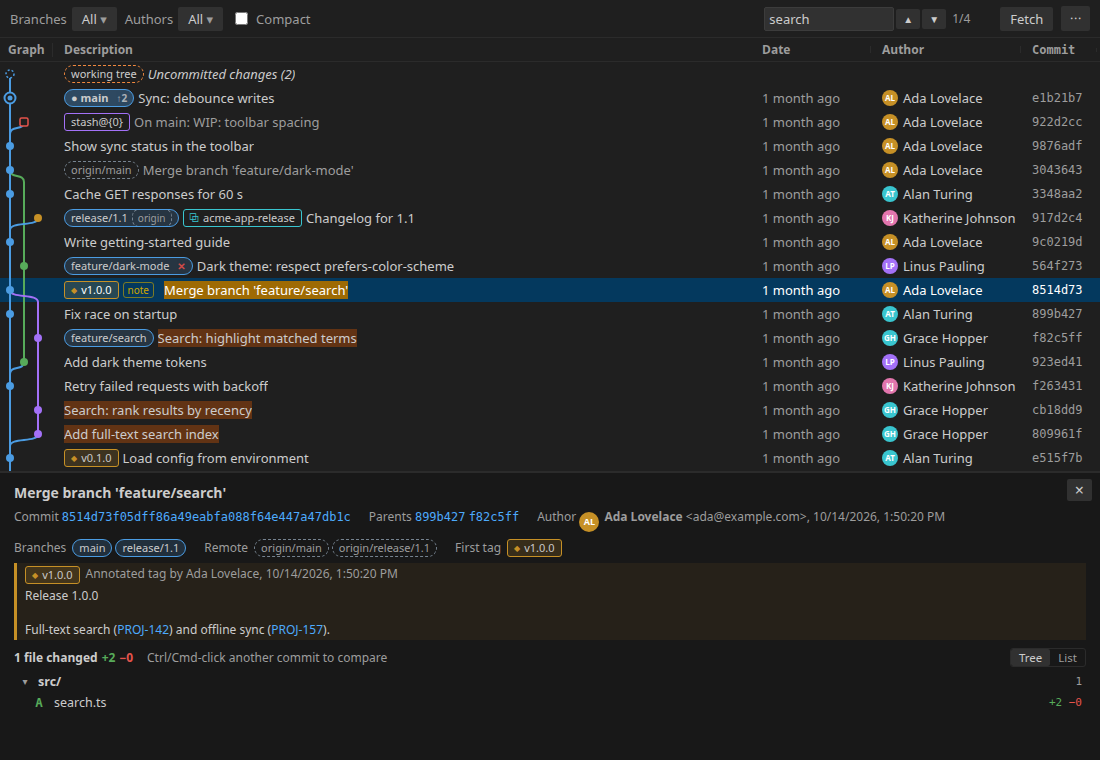 Branches All ▾ Authors All ▾ Compact search ▲ ▼ 1/4 Fetch ···
Graph Description Date Author Commit
working tree Uncommitted changes (2)
● main ↑2 Sync: debounce writes 1 month ago AL Ada Lovelace e1b21b7
stash@{0} On main: WIP: toolbar spacing 1 month ago AL Ada Lovelace 922d2cc
Show sync status in the toolbar 1 month ago AL Ada Lovelace 9876adf
origin/main Merge branch 'feature/dark-mode' 1 month ago AL Ada Lovelace 3043643
Cache GET responses for 60 s 1 month ago AT Alan Turing 3348aa2
release/1.1 origin acme-app-release Changelog for 1.1 1 month ago KJ Katherine Johnson 917d2c4
Write getting-started guide 1 month ago AL Ada Lovelace 9c0219d
feature/dark-mode × Dark theme: respect prefers-color-scheme 1 month ago LP Linus Pauling 564f273
◆ v1.0.0 note Merge branch 'feature/search' 1 month ago AL Ada Lovelace 8514d73
Fix race on startup 1 month ago AT Alan Turing 899b427
feature/search Search: highlight matched terms 1 month ago GH Grace Hopper f82c5ff
Add dark theme tokens 1 month ago LP Linus Pauling 923ed41
Retry failed requests with backoff 1 month ago KJ Katherine Johnson f263431
Search: rank results by recency 1 month ago GH Grace Hopper cb18dd9
Add full-text search index 1 month ago GH Grace Hopper 809961f
◆ v0.1.0 Load config from environment 1 month ago AT Alan Turing e515f7b
Merge branch 'feature/search' ×
Commit 8514d73f05dff86a49eabfa088f64e447a47db1c Parents 899b427 f82c5ff Author AL Ada Lovelace <ada@example.com>, 10/14/2026, 1:50:20 PM
Branches main release/1.1 Remote origin/main origin/release/1.1 First tag ◆ v1.0.0
◆ v1.0.0 Annotated tag by Ada Lovelace, 10/14/2026, 1:50:20 PM
Release 1.0.0
Full-text search (PROJ-142) and offline sync (PROJ-157).
1 file changed +2 −0 Ctrl/Cmd-click another commit to compare Tree List
▾ src/ 1
A search.ts +2 −0